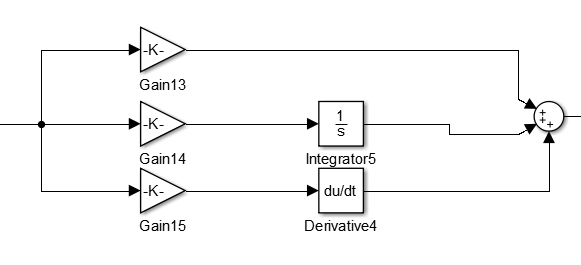 -K-
Gain13
-K-
Gain14
1
s
Integrator5
-K-
Gain15
du/dt
Derivative4
+
+
+